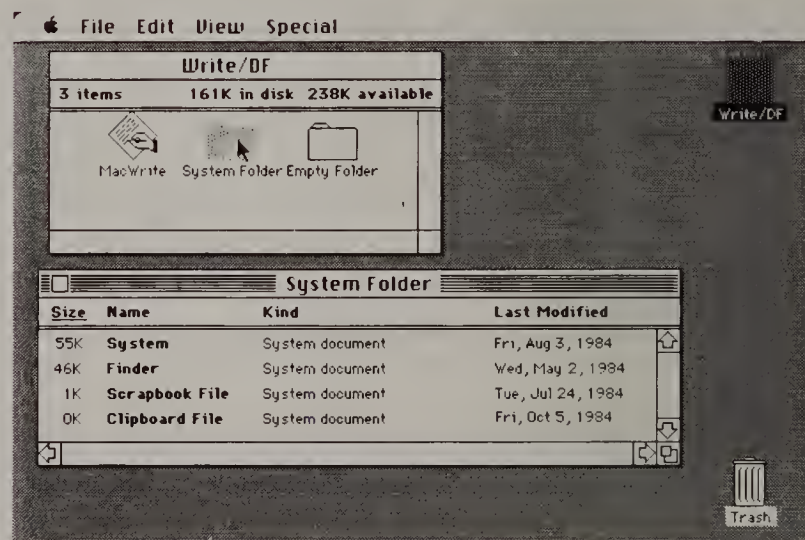 File Edit View Special
Write/DF
3 items 161K in disk 238K available
MacWrite System Folder Empty Folder
Write/DF
System Folder
Size Name Kind Last Modified
55K System System document Fri, Aug 3, 1984
46K Finder System document Wed, May 2, 1984
1K Scrapbook File System document Tue, Jul 24, 1984
0K Clipboard File System document Fri, Oct 5, 1984
Trash